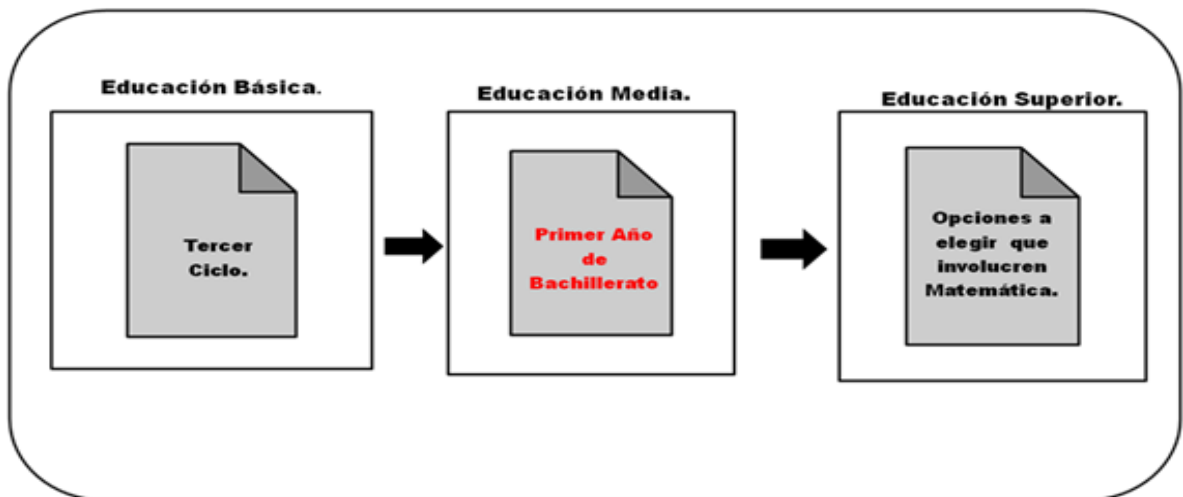 Educación Básica.
Tercer
Ciclo.
Educación Media.
Primer Año
de
Bachillerato
Educación Superior.
Opciones a
elegir que
involucren
Matemática.